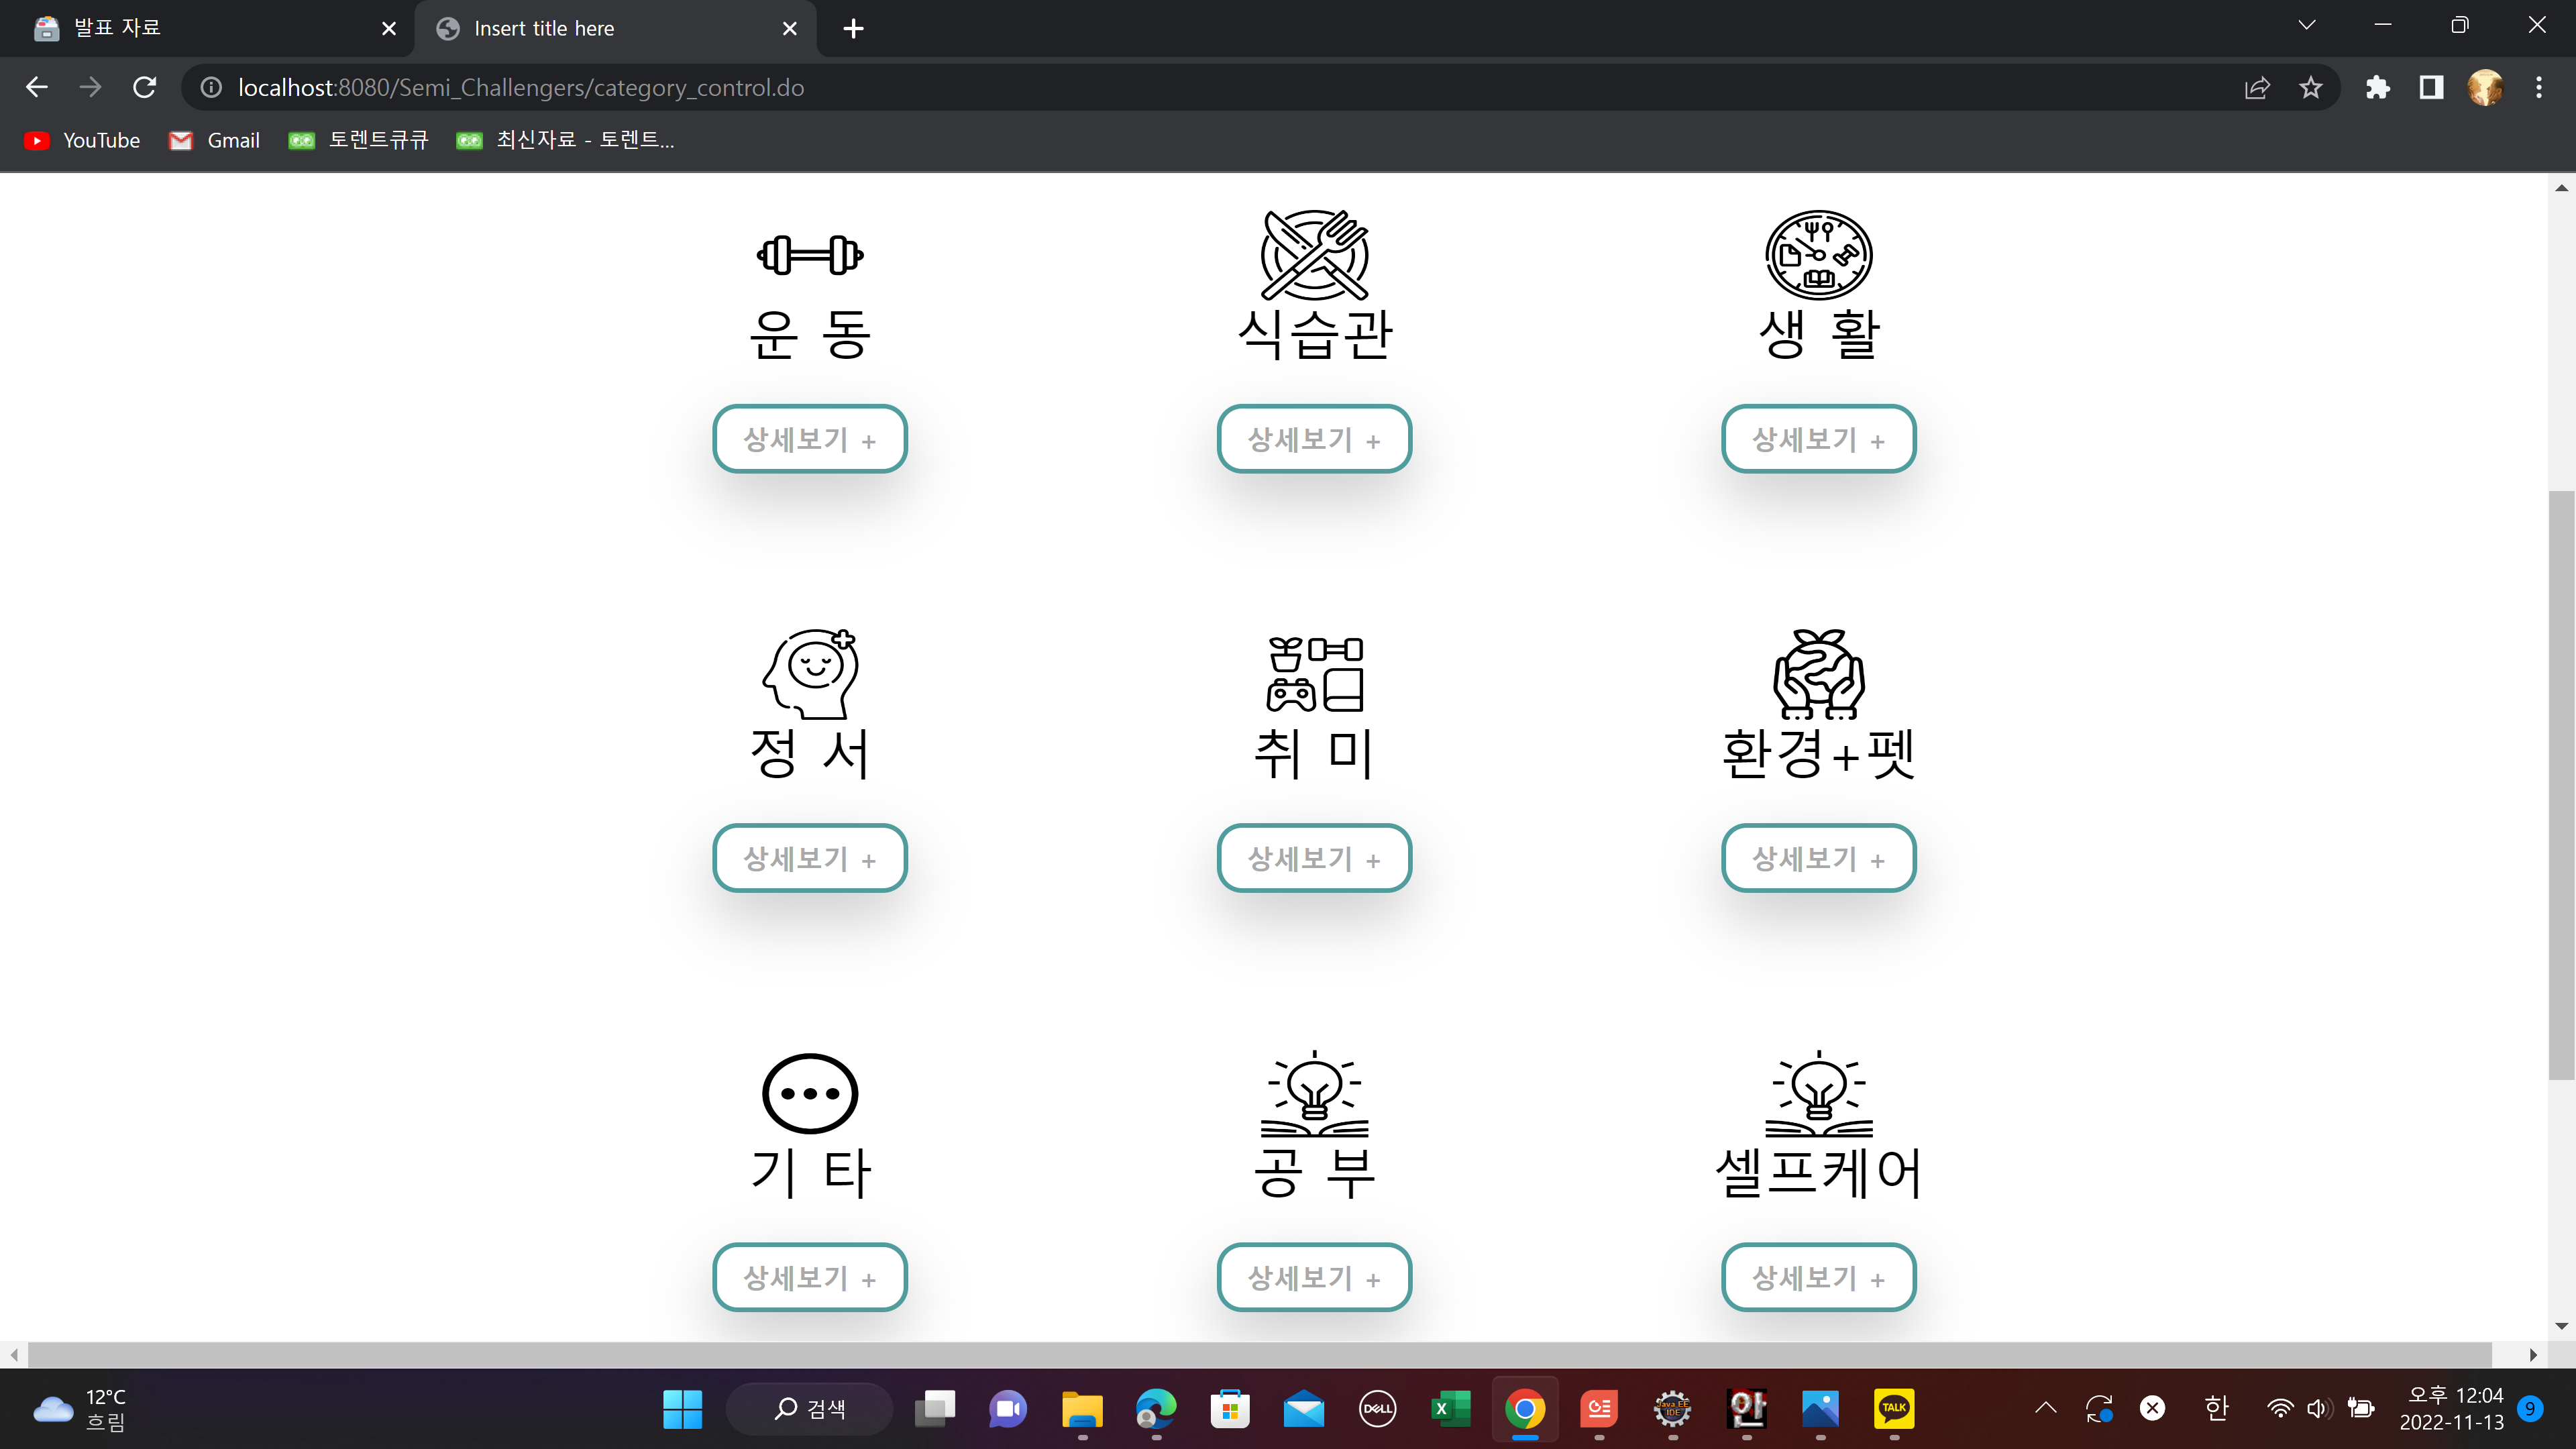 발표 자료
Insert title here
localhost:8080/Semi_Challengers/category_control.do
YouTube
Gmail
토렌트큐큐
최신자료 - 토렌트...
운 동
식습관
생 활
상세보기 +
상세보기 +
상세보기 +
정 서
취 미
환경+펫
상세보기 +
상세보기 +
상세보기 +
기 타
공 부
셀프케어
상세보기 +
상세보기 +
상세보기 +
12°C
흐림
검색
DELL
X
Java EE
IDE
안
TALK
한
오후 12:04
2022-11-13
9